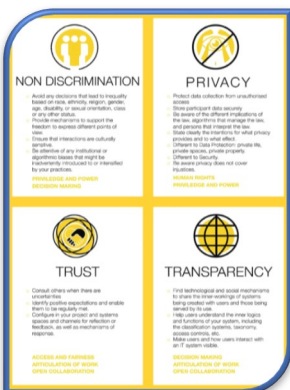 NON DISCRIMINATION
Avoid any decisions that lead to inequality
based on race, ethnicity, religion, gender,
age, disability, or sexual orientation, class
or any other status.
Provide mechanisms to support the
freedom to express different points of
view.
Ensure that interactions are culturally
sensitive.
Be attentive of any institutional or
algorithmic biases that might be
inadvertently introduced to or intensified
by your practices.
PRIVILEDGE AND POWER
DECISION MAKING
PRIVACY
Protect data collection from unauthorised
access
Store participant data securely
Be aware of the different implications of
the law, algorithms that manage the law,
and persons that interpret the law.
State clearly the intentions for what privacy
provides and to what effect.
Different to Data Protection: private life,
private spaces, private property.
Different to Security.
Be aware privacy does not cover
injustices.
HUMAN RIGHTS
PRIVILEDGE AND POWER
TRUST
Consult others when there are
uncertainties
Identify positive expectations and enable
them to be regularly met.
Configure in your project and systems
spaces and channels for reflection or
feedback, as well as mechanisms of
response.
ACCESS AND FAIRNESS
ARTICULATION OF WORK
OPEN COLLABORATION
TRANSPARENCY
Find technological and social mechanisms
to share the inner-workings of systems
being created with users and those being
served by its use.
Help users understand the inner logics
and functions of your system, including
the classification systems, taxonomy,
access controls, etc.
Make users and how users interact with
an IT system visible.
DECISION MAKING
ARTICULATION OF WORK
OPEN COLLABORATION